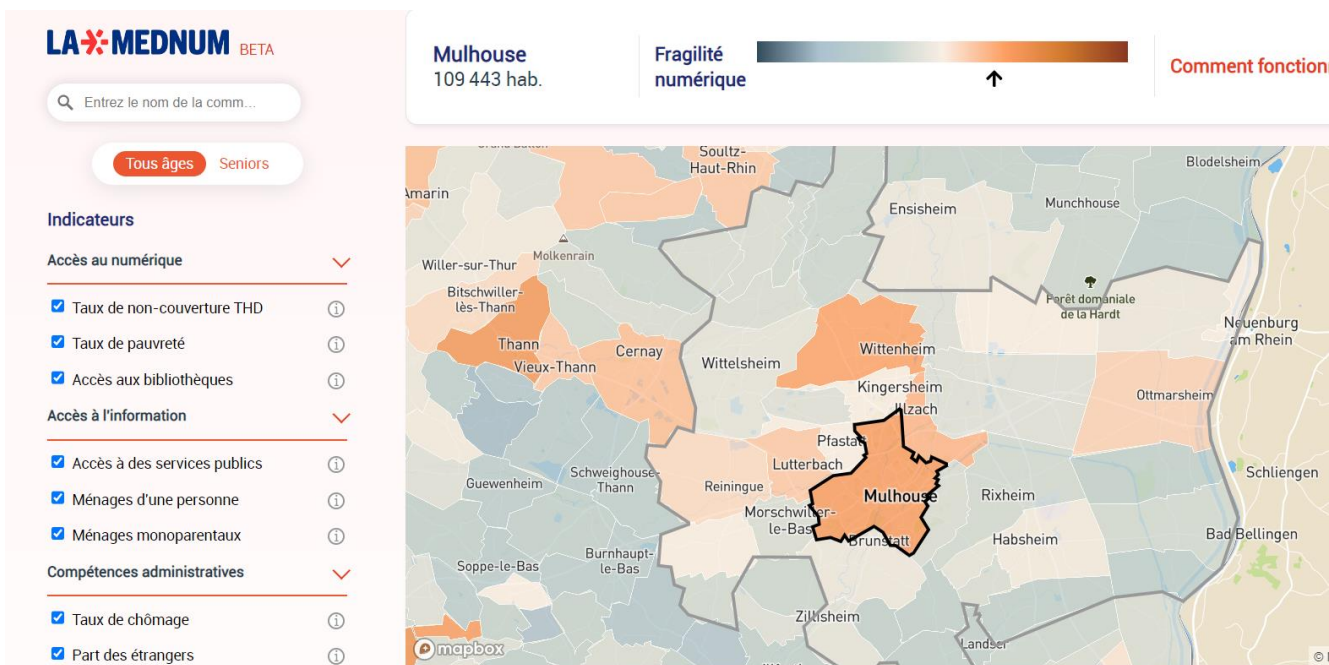 LA MEDNUM BETA
Entrez le nom de la comm...
Tous âges Seniors
Indicateurs
Accès au numérique
Taux de non-couverture THD
Taux de pauvreté
Accès aux bibliothèques
Accès à l'information
Accès à des services publics
Ménages d'une personne
Ménages monoparentaux
Compétences administratives
Taux de chômage
Part des étrangers
Mulhouse
109 443 hab.
Fragilité
numérique
Comment fonctionn
Soultz-
Haut-Rhin
Blodelsheim
Amarin
Ensisheim
Munchhouse
Molkenrain
Willer-sur-Thur
Bitschwiller-
lès-Thann
Forêt domaniale
de la Hardt
Neuenburg
am Rhein
Thann
Vieux-Thann
Cernay
Wittelsheim
Wittenheim
Kingersheim
Illzach
Ottmarsheim
Pfastatt
Lutterbach
Guewenheim
Schweighouse-
Thann
Reiningue
Mulhouse
Rixheim
Schliengen
Morschwiller-
le-Bas
Brunstatt
Habsheim
Bad Bellingen
Soppe-le-Bas
Burnhaupt-
le-Bas
Zillisheim
Landser
mapbox